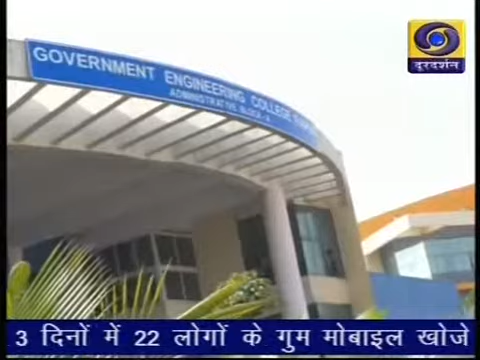 दूरदर्शन
GOVERNMENT ENGINEERING COLLEGE
ADMINISTRATIVE BLOCK-A
3 दिनों में 22 लोगों के गुम मोबाइल खोजे